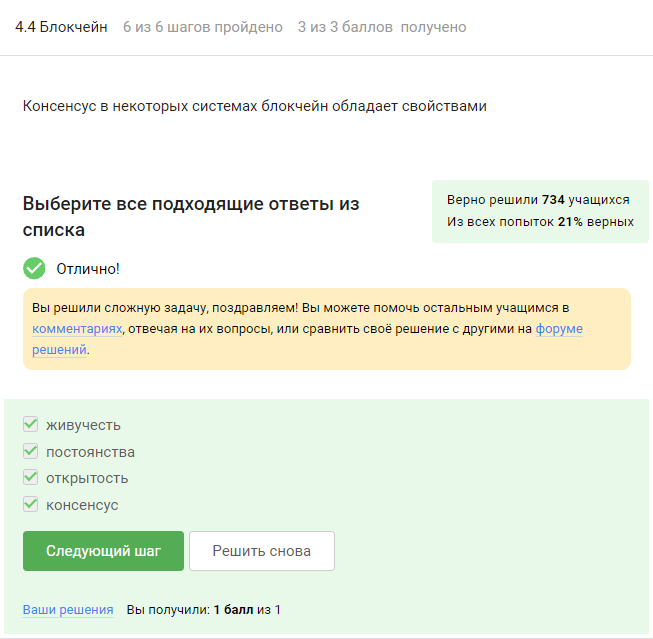 4.4 Блокчейн 6 из 6 шагов пройдено 3 из 3 баллов получено
Консенсус в некоторых системах блокчейн обладает свойствами
Выберите все подходящие ответы из
списка
Верно решили 734 учащихся
Из всех попыток 21% верных
Отлично!
Вы решили сложную задачу, поздравляем! Вы можете помочь остальным учащимся в
комментариях, отвечая на их вопросы, или сравнить своё решение с другими на форуме
решений.
живучесть
постоянства
открытость
консенсус
Следующий шаг Решить снова
Ваши решения Вы получили: 1 балл из 1